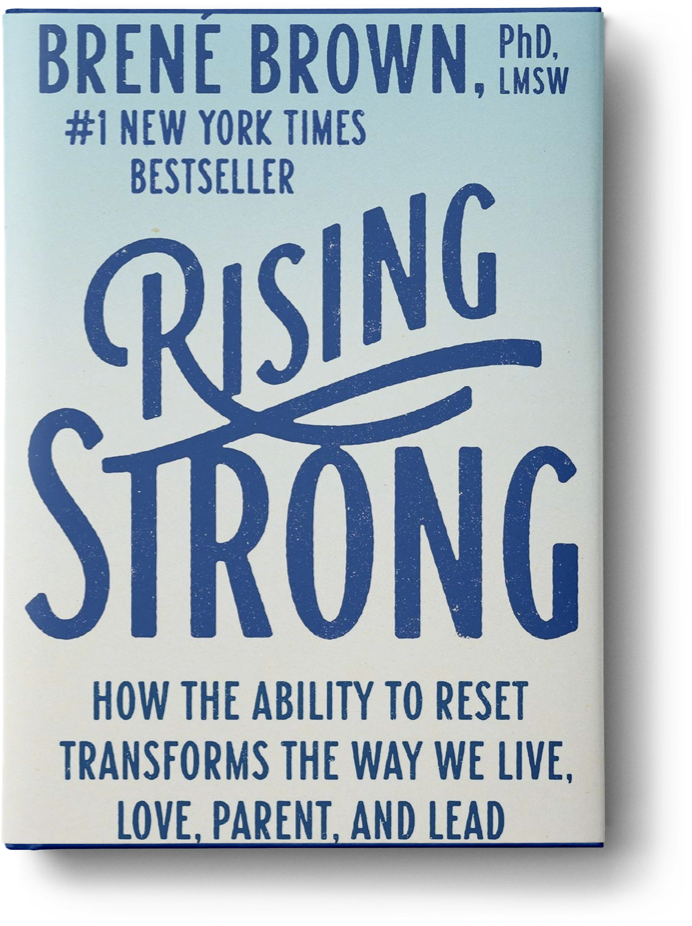 BRENÉ BROWN, PhD, LMSW
#1 NEW YORK TIMES
BESTSELLER
RISING
STRONG
HOW THE ABILITY TO RESET
TRANSFORMS THE WAY WE LIVE,
LOVE, PARENT, AND LEAD